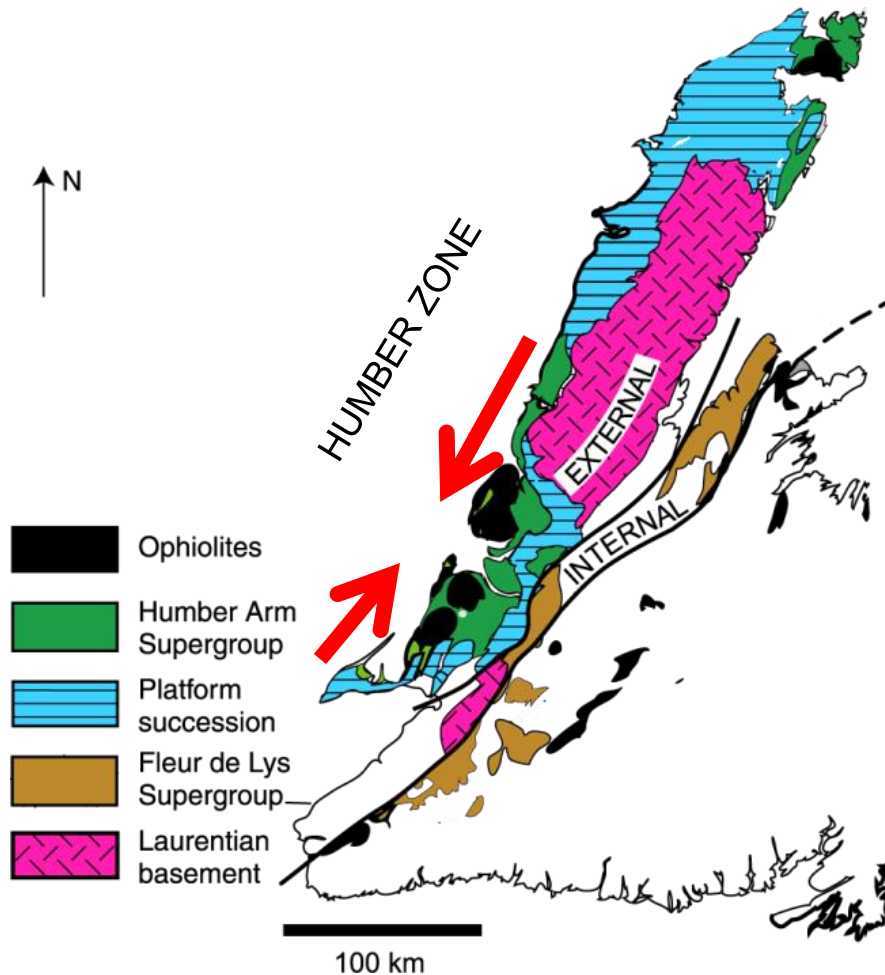 N
HUMBER ZONE
EXTERNAL
INTERNAL
Ophiolites
Humber Arm
Supergroup
Platform
succession
Fleur de Lys
Supergroup
Laurentian
basement
100 km